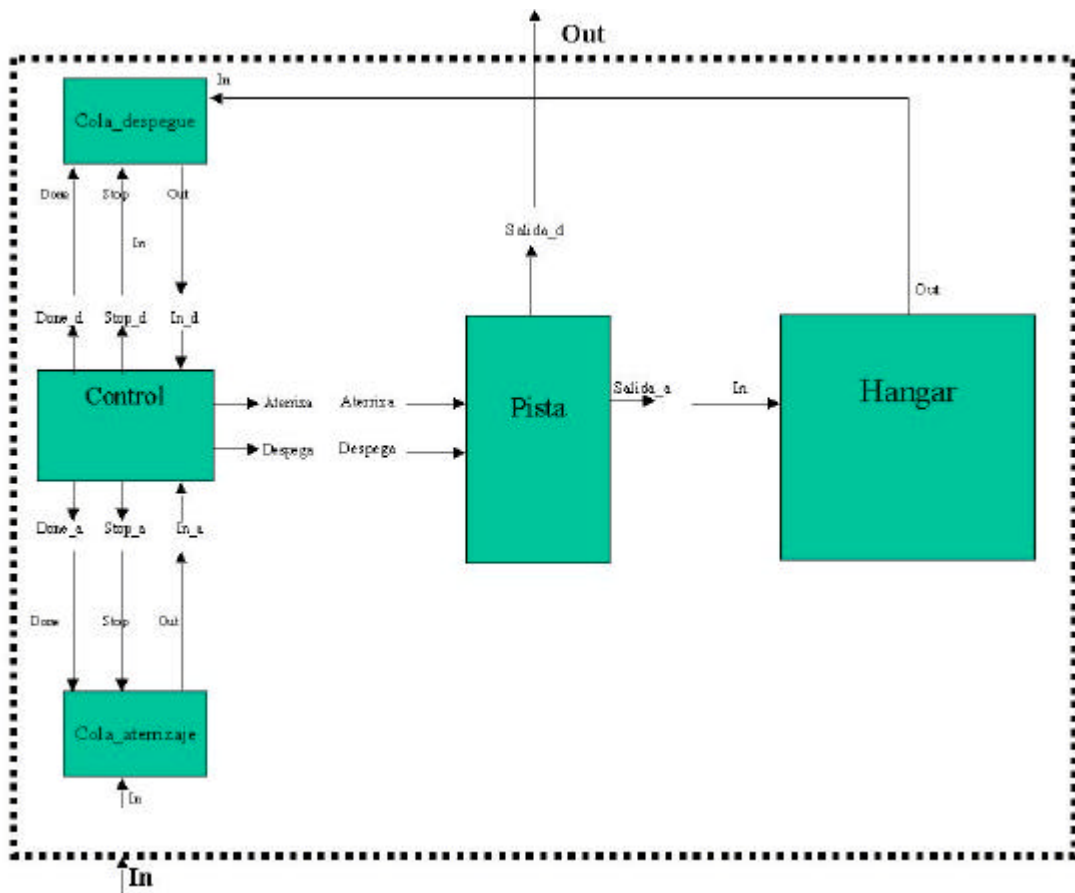 Out
In
Cola_despegue
Done Stop Out
In
Salida_d
Out
Done_d Stop_d In_d
Control
Aterriza Aterriza
Despega Despega
Pista
Salida_a In
Hangar
Done_a Stop_a In_a
Done Stop Out
Cola_aterrizaje
In
In